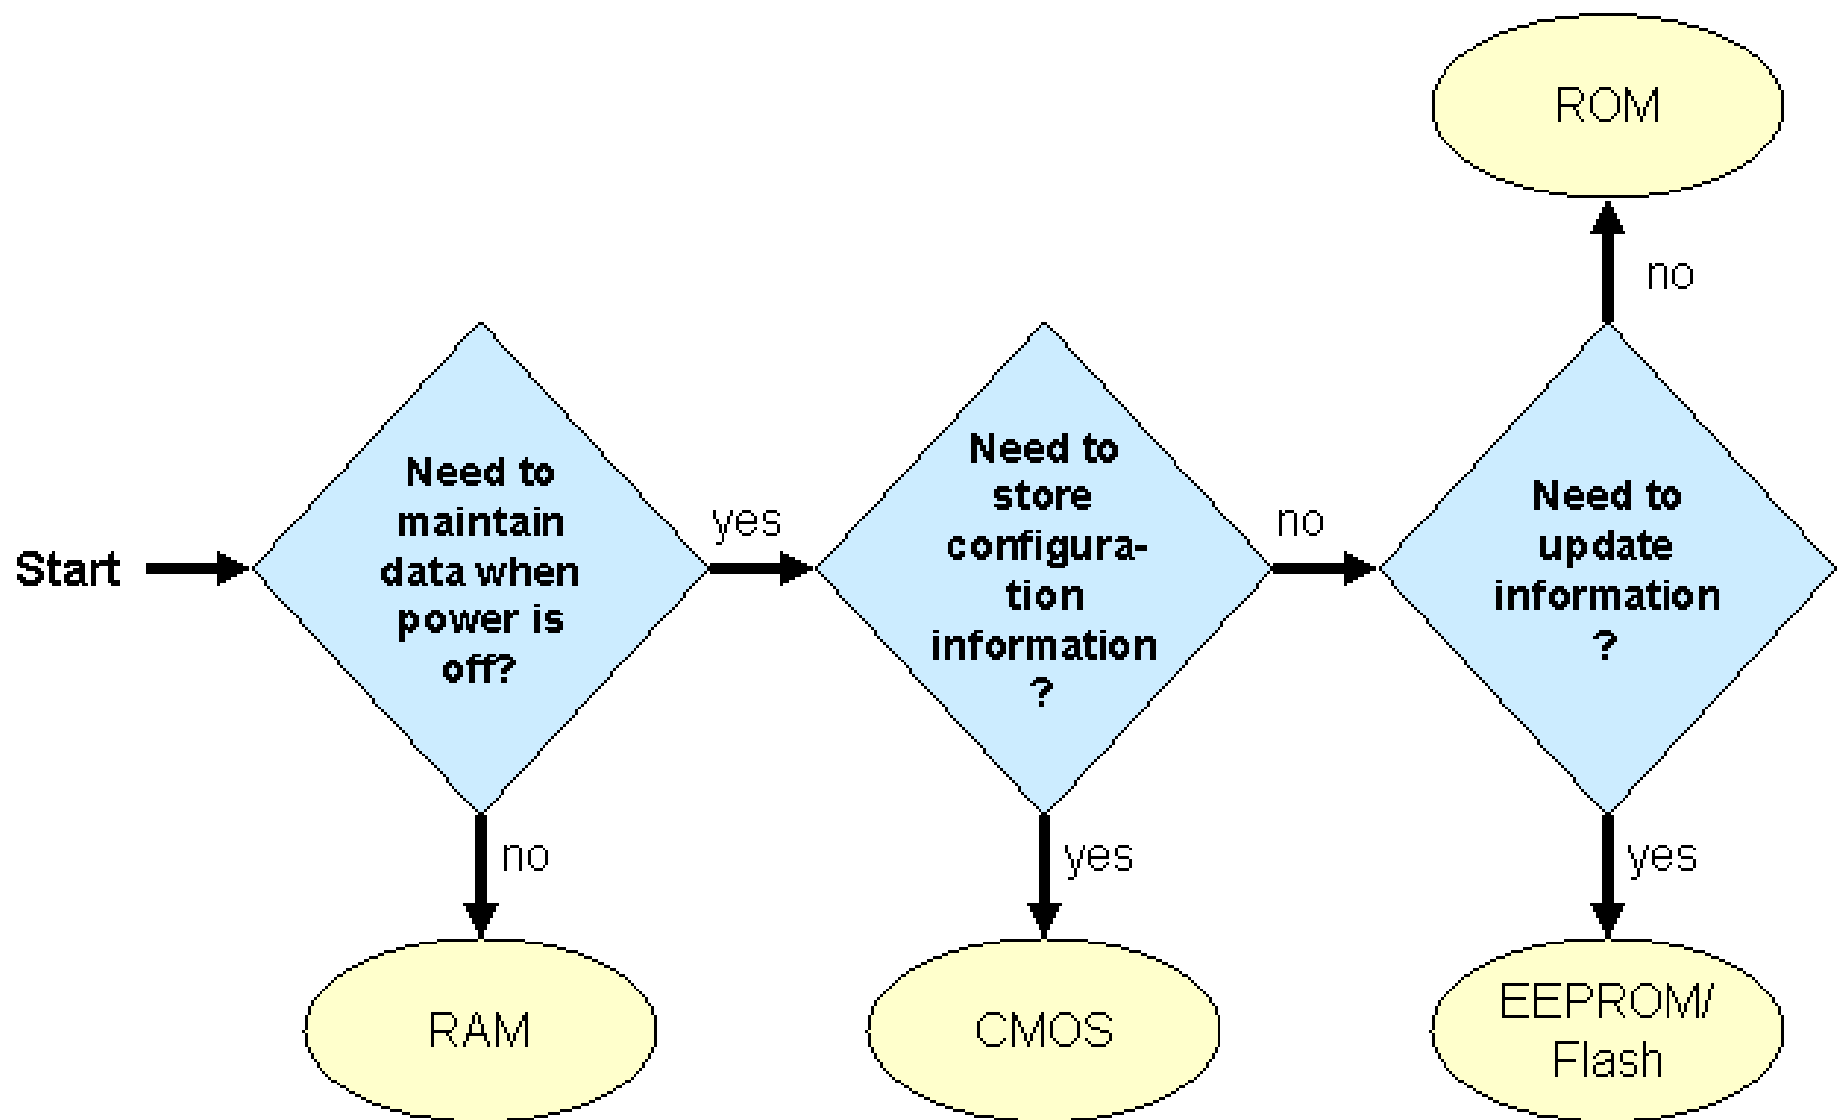 Start
Need to
maintain
data when
power is
off?
yes
no
RAM
Need to
store
configura-
tion
information
?
no
yes
CMOS
Need to
update
information
?
no
ROM
yes
EEPROM/
Flash